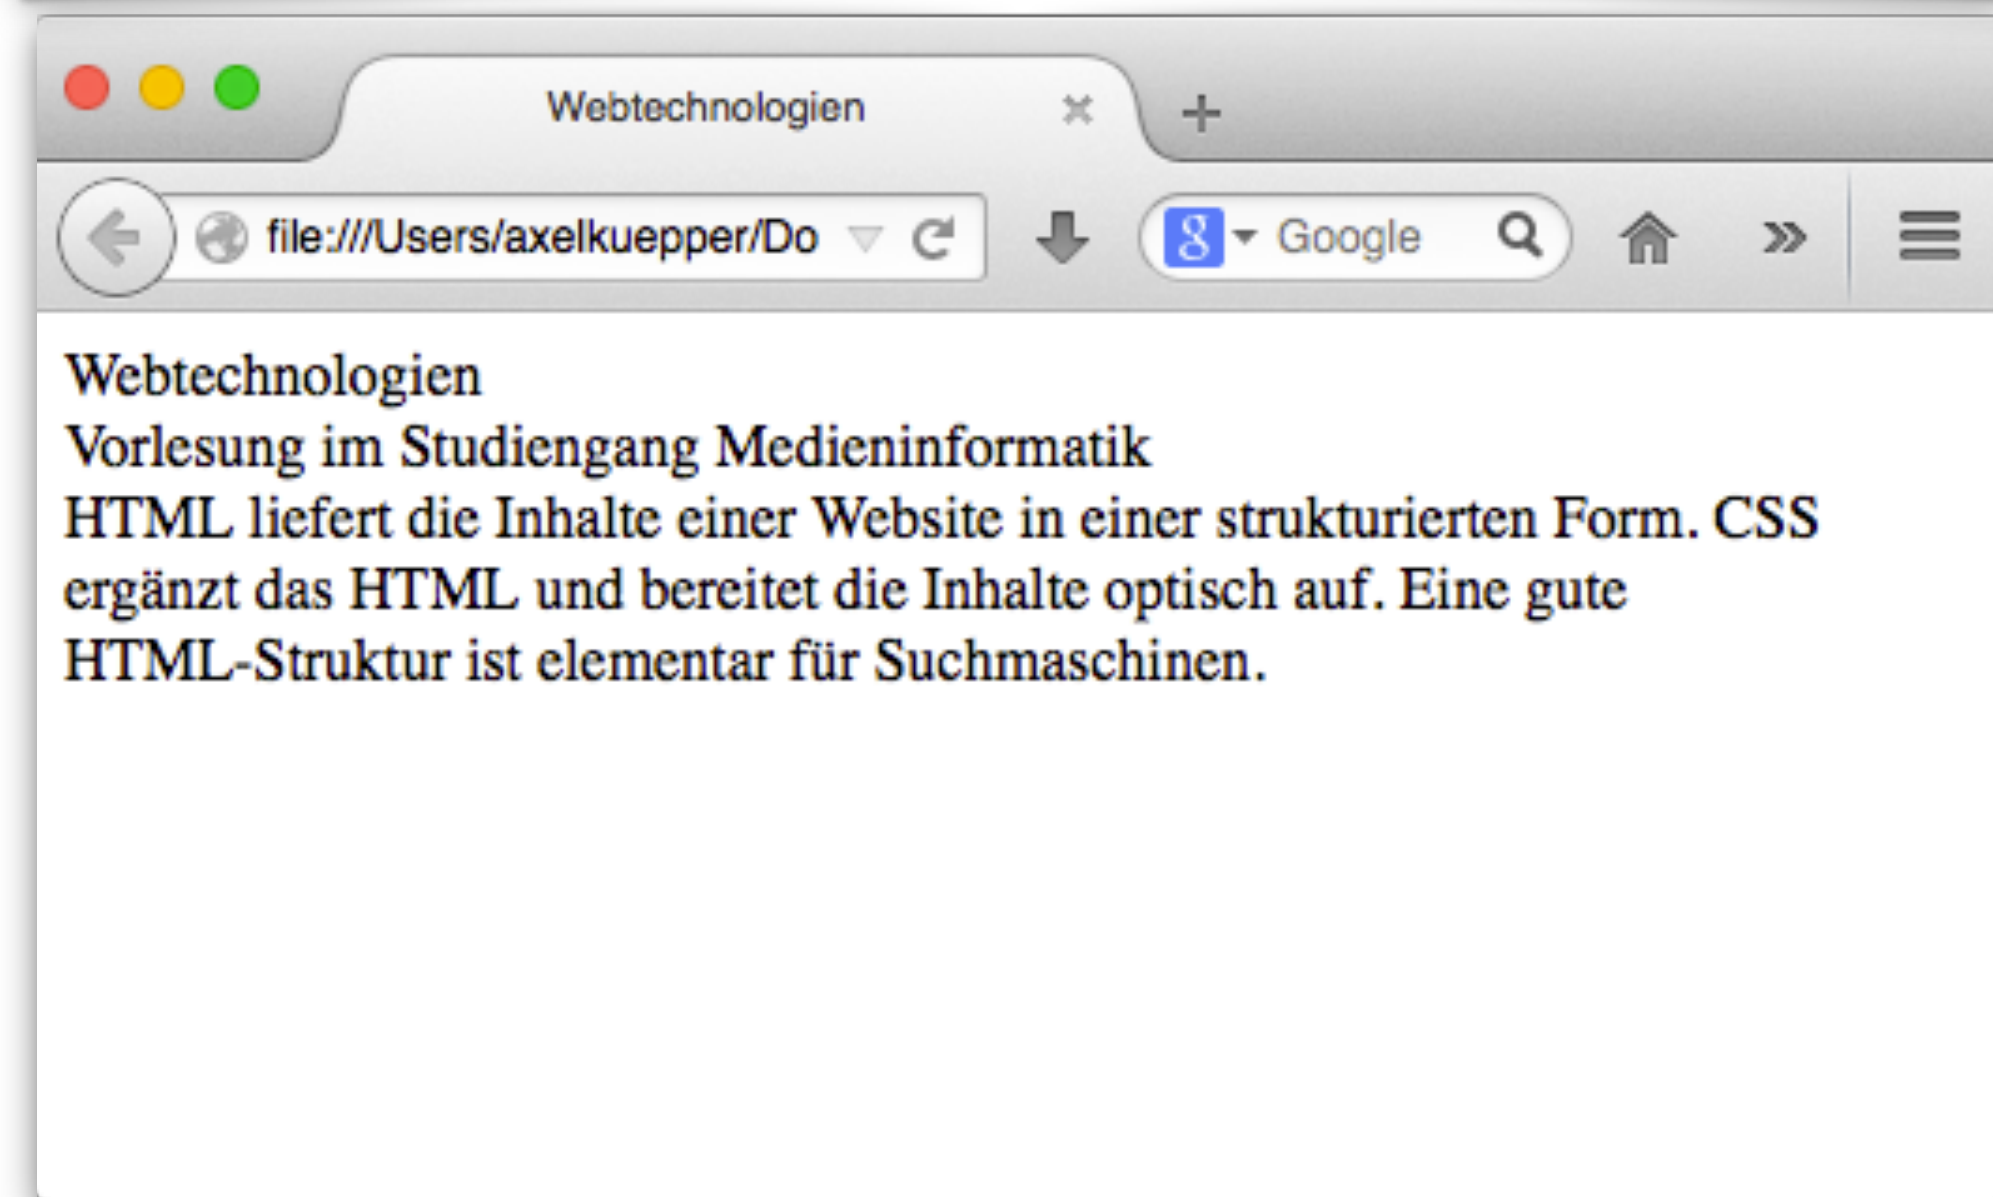 Webtechnologien
file:///Users/axelkuepper/Do
g Google
Webtechnologien
Vorlesung im Studiengang Medieninformatik
HTML liefert die Inhalte einer Website in einer strukturierten Form. CSS
ergänzt das HTML und bereitet die Inhalte optisch auf. Eine gute
HTML-Struktur ist elementar für Suchmaschinen.